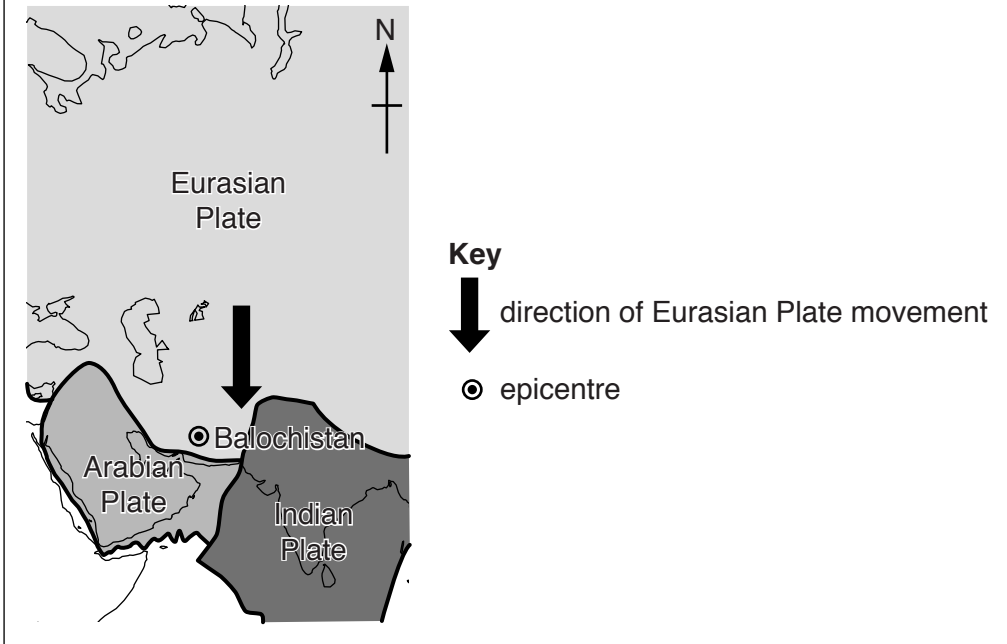 N
Eurasian
Plate
Key
direction of Eurasian Plate movement
epicentre
Balochistan
Arabian
Plate
Indian
Plate